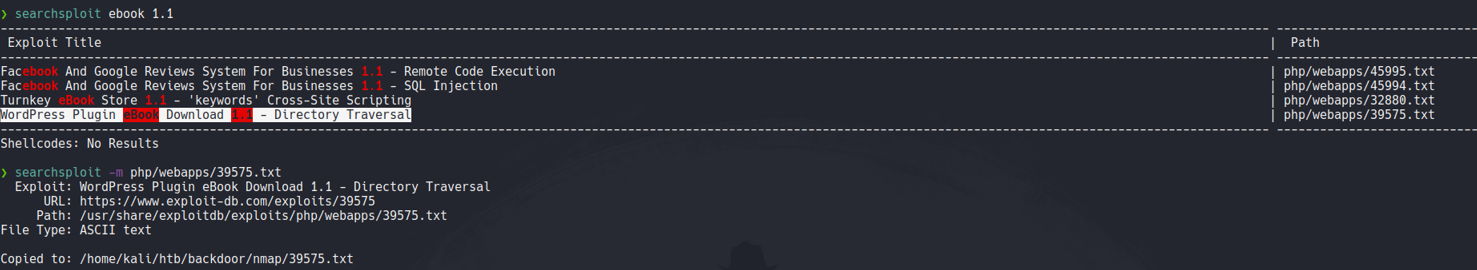 ❯ searchsploit ebook 1.1
Exploit Title | Path
Facebook And Google Reviews System For Businesses 1.1 - Remote Code Execution | php/webapps/45995.txt
Facebook And Google Reviews System For Businesses 1.1 - SQL Injection | php/webapps/45994.txt
Turnkey eBook Store 1.1 - 'keywords' Cross-Site Scripting | php/webapps/32880.txt
WordPress Plugin eBook Download 1.1 - Directory Traversal | php/webapps/39575.txt
Shellcodes: No Results
❯ searchsploit -m php/webapps/39575.txt
Exploit: WordPress Plugin eBook Download 1.1 - Directory Traversal
URL: https://www.exploit-db.com/exploits/39575
Path: /usr/share/exploitdb/exploits/php/webapps/39575.txt
File Type: ASCII text
Copied to: /home/kali/htb/backdoor/nmap/39575.txt